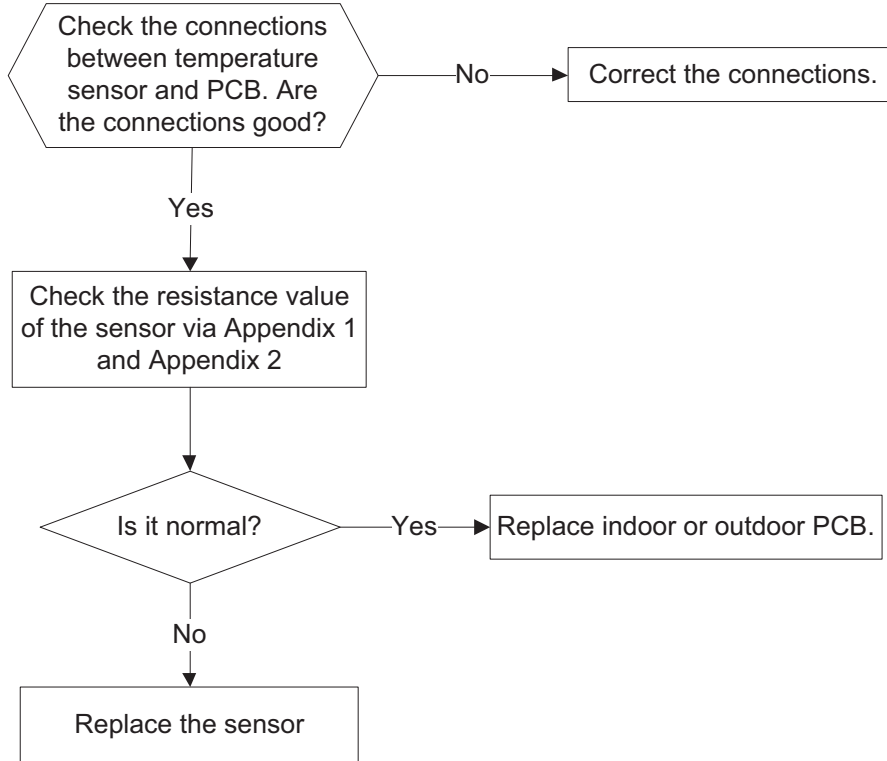 Check the connections
between temperature
sensor and PCB. Are
the connections good?
No
Correct the connections.
Yes
Check the resistance value
of the sensor via Appendix 1
and Appendix 2
Is it normal?
Yes
Replace indoor or outdoor PCB.
No
Replace the sensor